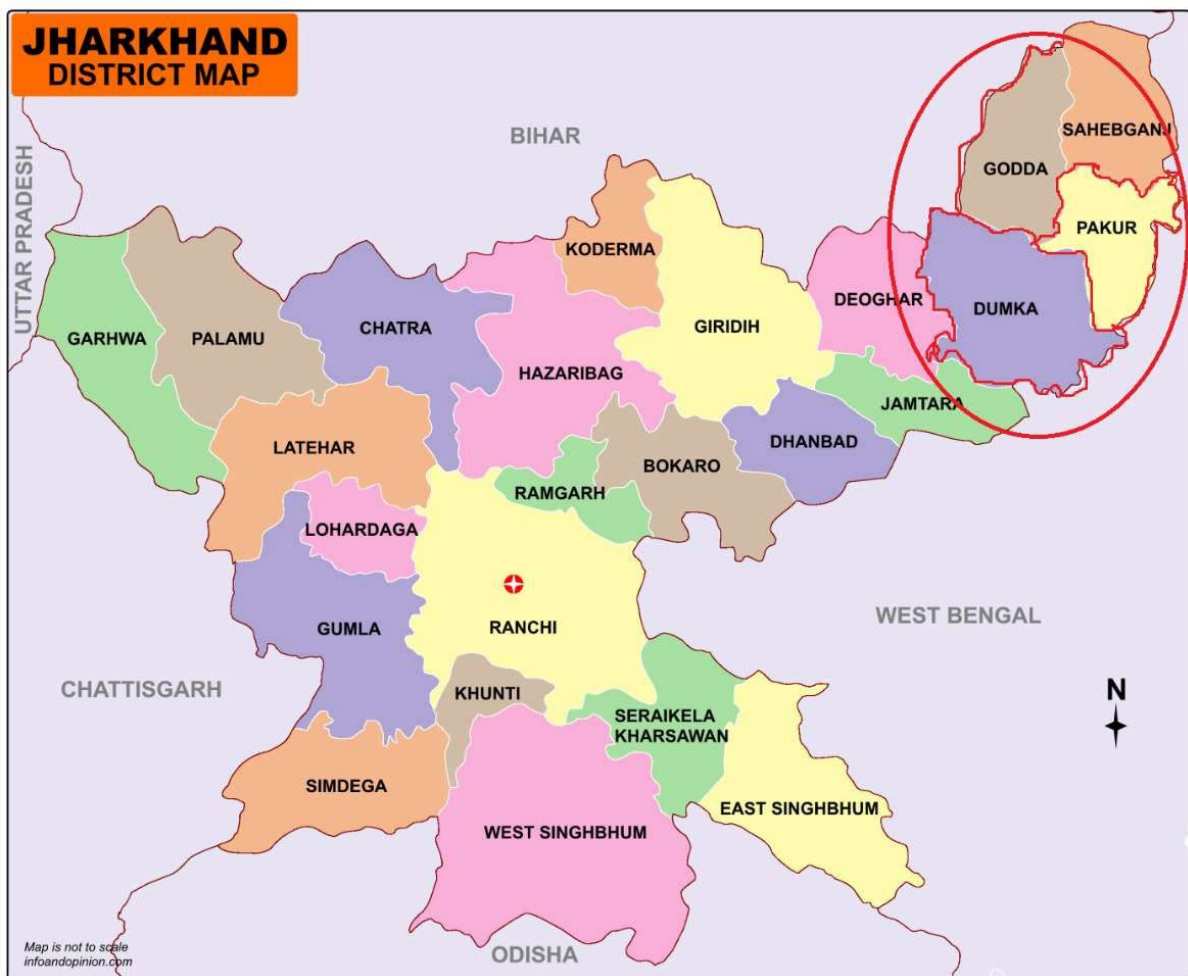 JHARKHAND
DISTRICT MAP
BIHAR
UTTAR PRADESH
SAHEBGANJ
GODDA
PAKUR
KODERMA
DEOGHAR
DUMKA
GARHWA
PALAMU
CHATRA
GIRIDIH
HAZARIBAG
JAMTARA
LATEHAR
DHANBAD
BOKARO
RAMGARH
LOHARDAGA
WEST BENGAL
GUMLA
RANCHI
CHATTISGARH
KHUNTI
N
SERAIKELA
KHARSAWAN
SIMDEGA
EAST SINGHBHUM
WEST SINGHBHUM
Map is not to scale
infoandopinion.com
ODISHA